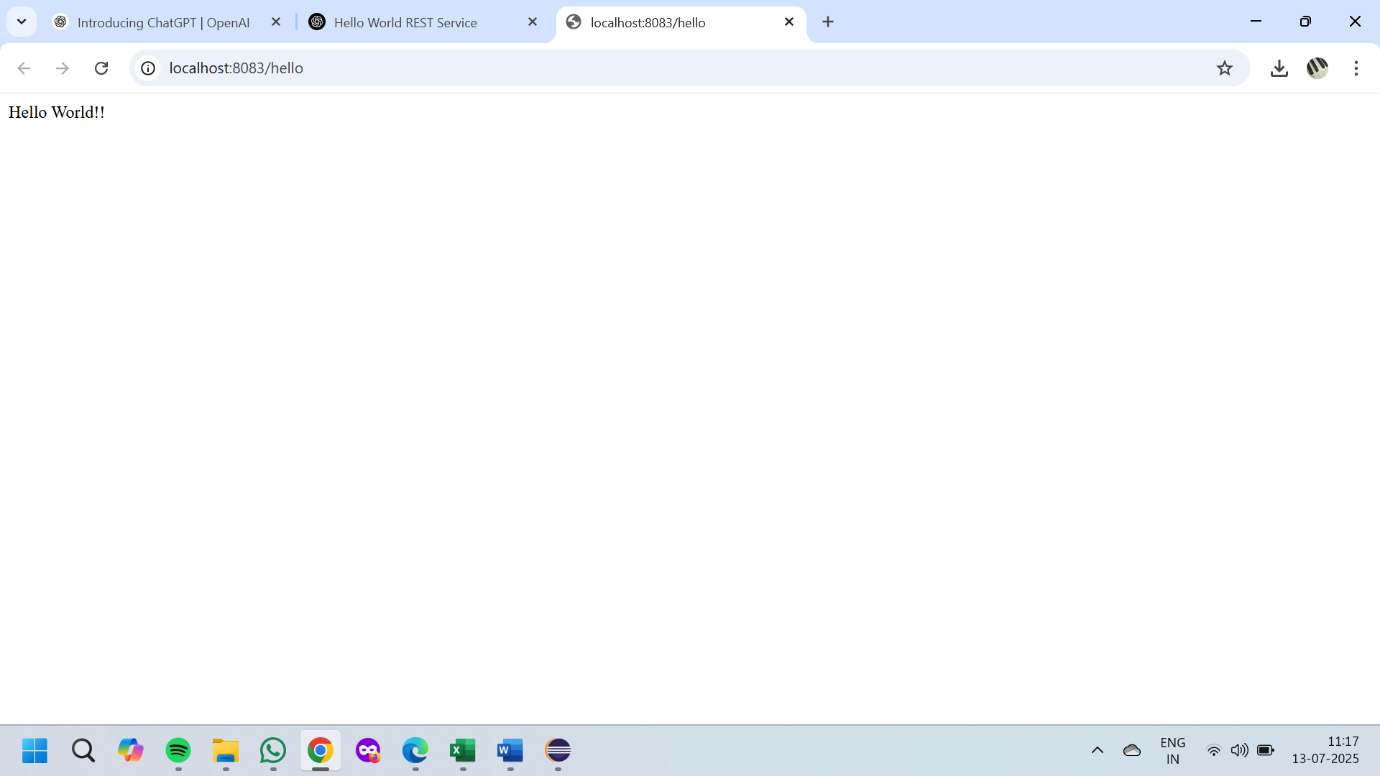 Introducing ChatGPT | OpenAI
Hello World REST Service
localhost:8083/hello
localhost:8083/hello
Hello World!!
ENG
IN
11:17
13-07-2025